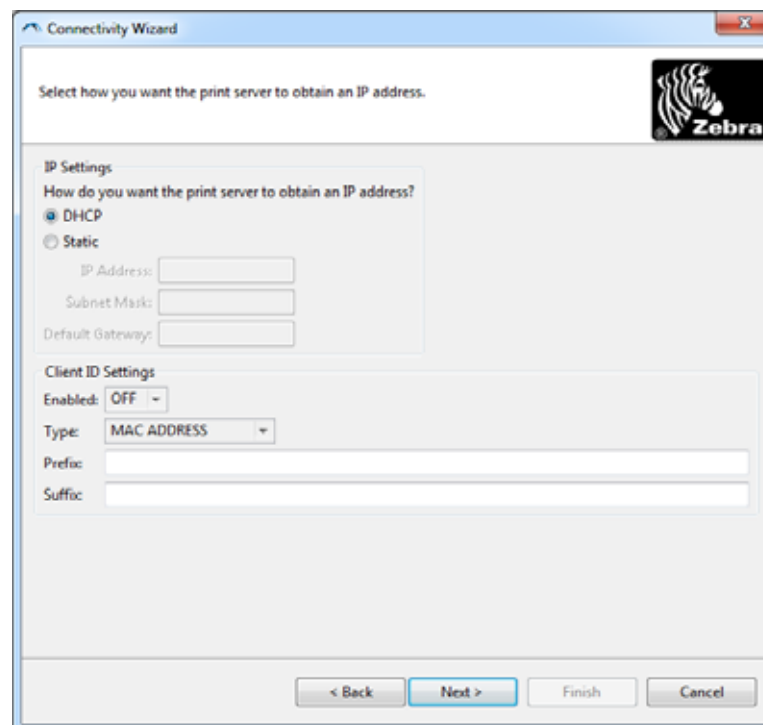 Connectivity Wizard
Select how you want the print server to obtain an IP address.
® Zebra
IP Settings
How do you want the print server to obtain an IP address?
DHCP
Static
IP Address:
Subnet Mask:
Default Gateway:
Client ID Settings
Enabled: OFF
Type: MAC ADDRESS
Prefix:
Suffix:
< Back Next > Finish Cancel